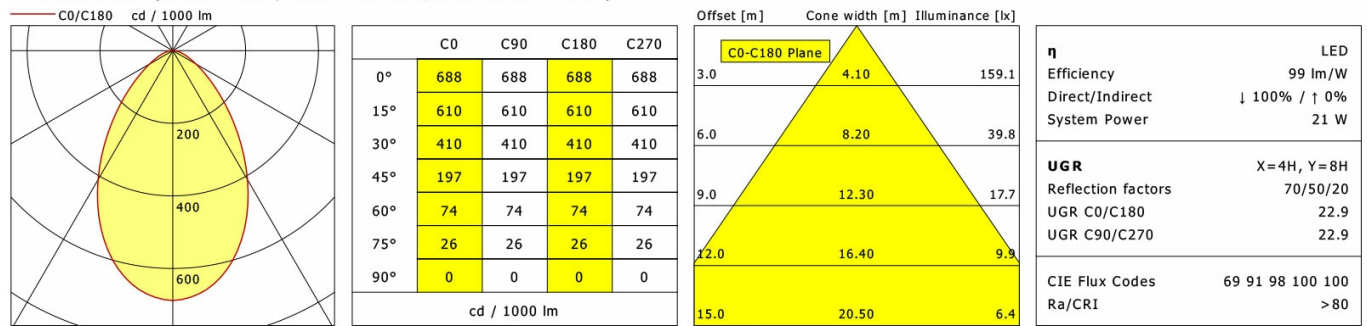 C0/C180 cd / 1000 lm
200
400
600
C0 C90 C180 C270
0° 688 688 688 688
15° 610 610 610 610
30° 410 410 410 410
45° 197 197 197 197
60° 74 74 74 74
75° 26 26 26 26
90° 0 0 0 0
cd / 1000 lm
Offset [m] Cone width [m] Illuminance [lx]
C0-C180 Plane
3.0 4.10 159.1
6.0 8.20 39.8
9.0 12.30 17.7
12.0 16.40 9.9
15.0 20.50 6.4
η LED
Efficiency 99 lm/W
Direct/Indirect ↓ 100% / ↑ 0%
System Power 21 W
UGR X=4H, Y=8H
Reflection factors 70/50/20
UGR C0/C180 22.9
UGR C90/C270 22.9
CIE Flux Codes 69 91 98 100 100
Ra/CRI >80